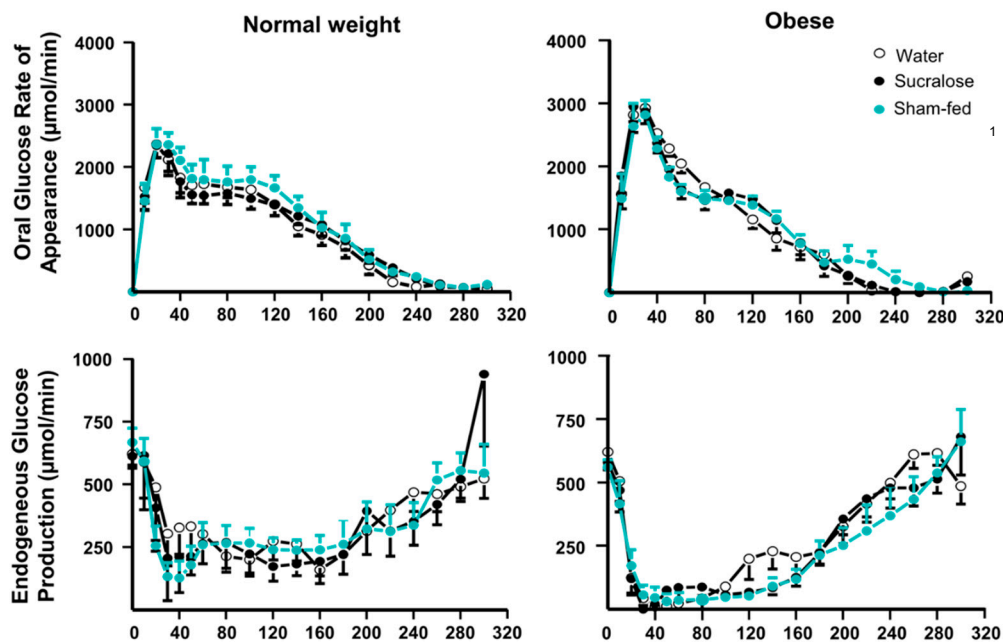 Normal weight
Obese
Oral Glucose Rate of
Appearance (µmol/min)
4000
3000
2000
1000
0 40 80 120 160 200 240 280 320
4000
3000
2000
1000
0 40 80 120 160 200 240 280 320
Water
Sucralose
Sham-fed
1
Endogeneous Glucose
Production (µmol/min)
1000
750
500
250
0 40 80 120 160 200 240 280 320
1000
750
500
250
0 40 80 120 160 200 240 280 320